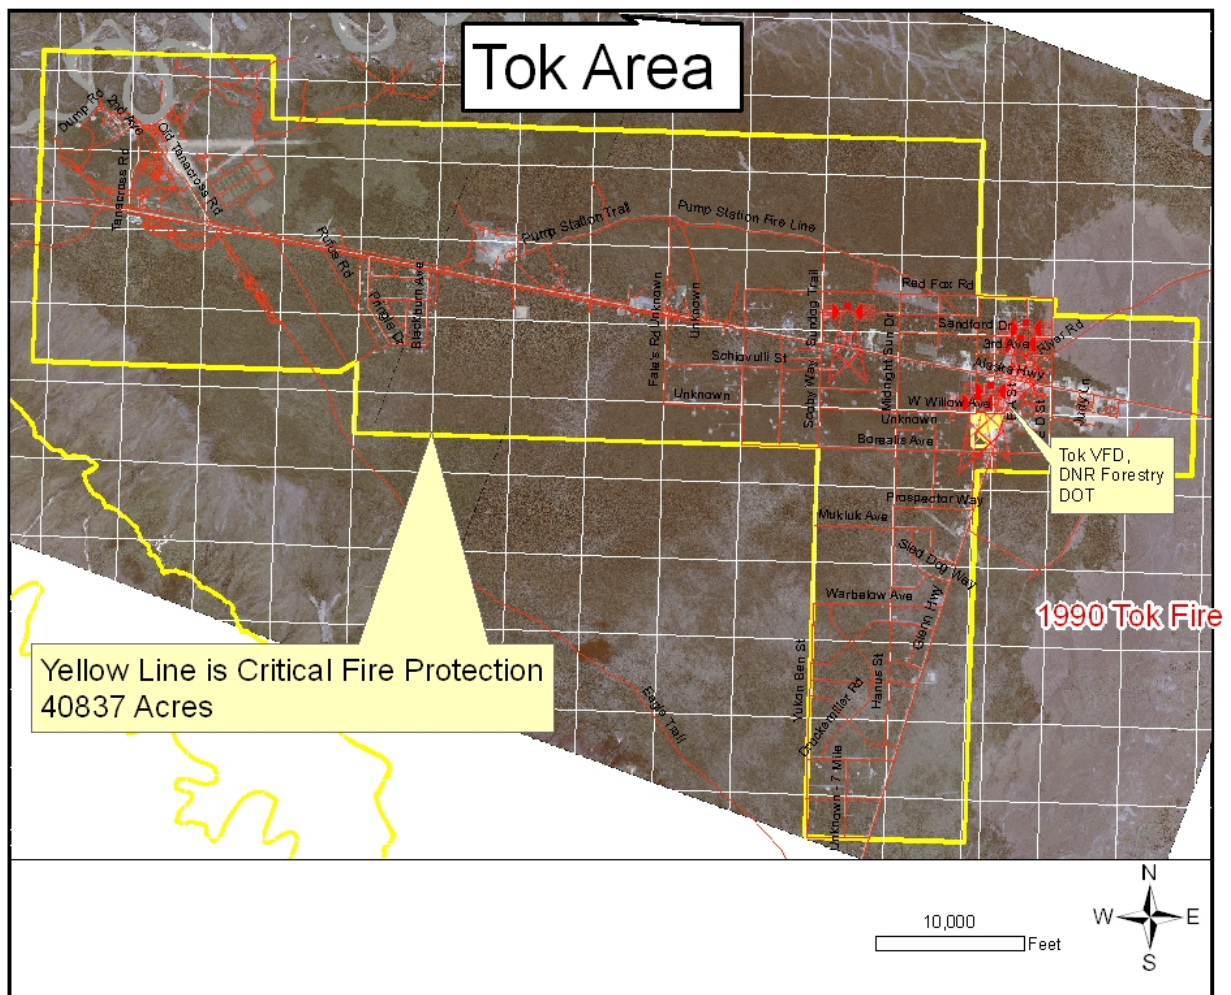 Tok Area
Dump Rd
2nd Ave
Old Tanacross Rd
Tanacross Rd
Rufus Rd
Pringle Dr
Blackburn Ave
Pump Station Trail
Pump Station Fire Line
Fale's Rd
Unknown
Unknown
Schiavulli St
Unknown
Sundog Trail
Scoby Way
Midnight Sun Dr
Red Fox Rd
Sandford Dr
3rd Ave
River Rd
Alaska Hwy
W Willow Ave
Unknown
Borealis Ave
E A St
E D St
Judy Ln
Tok VFD,
DNR Forestry
DOT
Prospector Way
Mukluk Ave
Sled Dog Way
Warbelow Ave
Glenn Hwy
1990 Tok Fire
Yukon Ben St
Hanus St
Unknown - 7 Mile
Eagle Trail
Yellow Line is Critical Fire Protection
40837 Acres
10,000
Feet
N
W
E
S